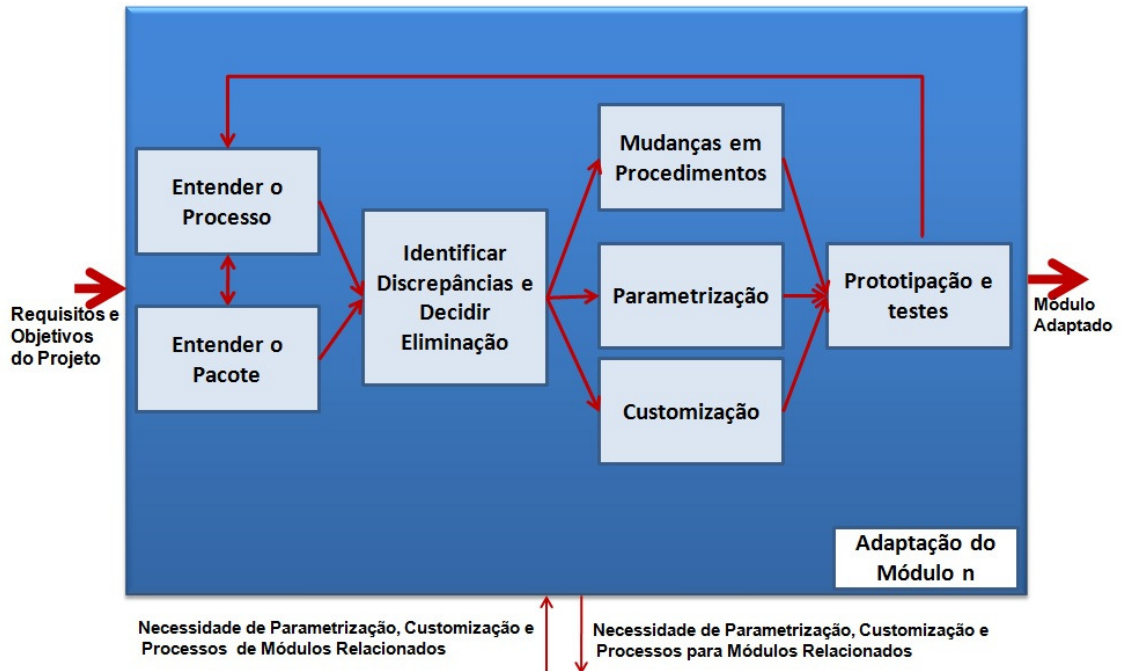 Requisitos e
Objetivos
do Projeto
Entender o
Processo
Entender o
Pacote
Identificar
Discrepâncias e
Decidir
Eliminação
Mudanças em
Procedimentos
Parametrização
Customização
Prototipação e
testes
Módulo
Adaptado
Adaptação do
Módulo n
Necessidade de Parametrização, Customização e
Processos de Módulos Relacionados
Necessidade de Parametrização, Customização e
Processos para Módulos Relacionados